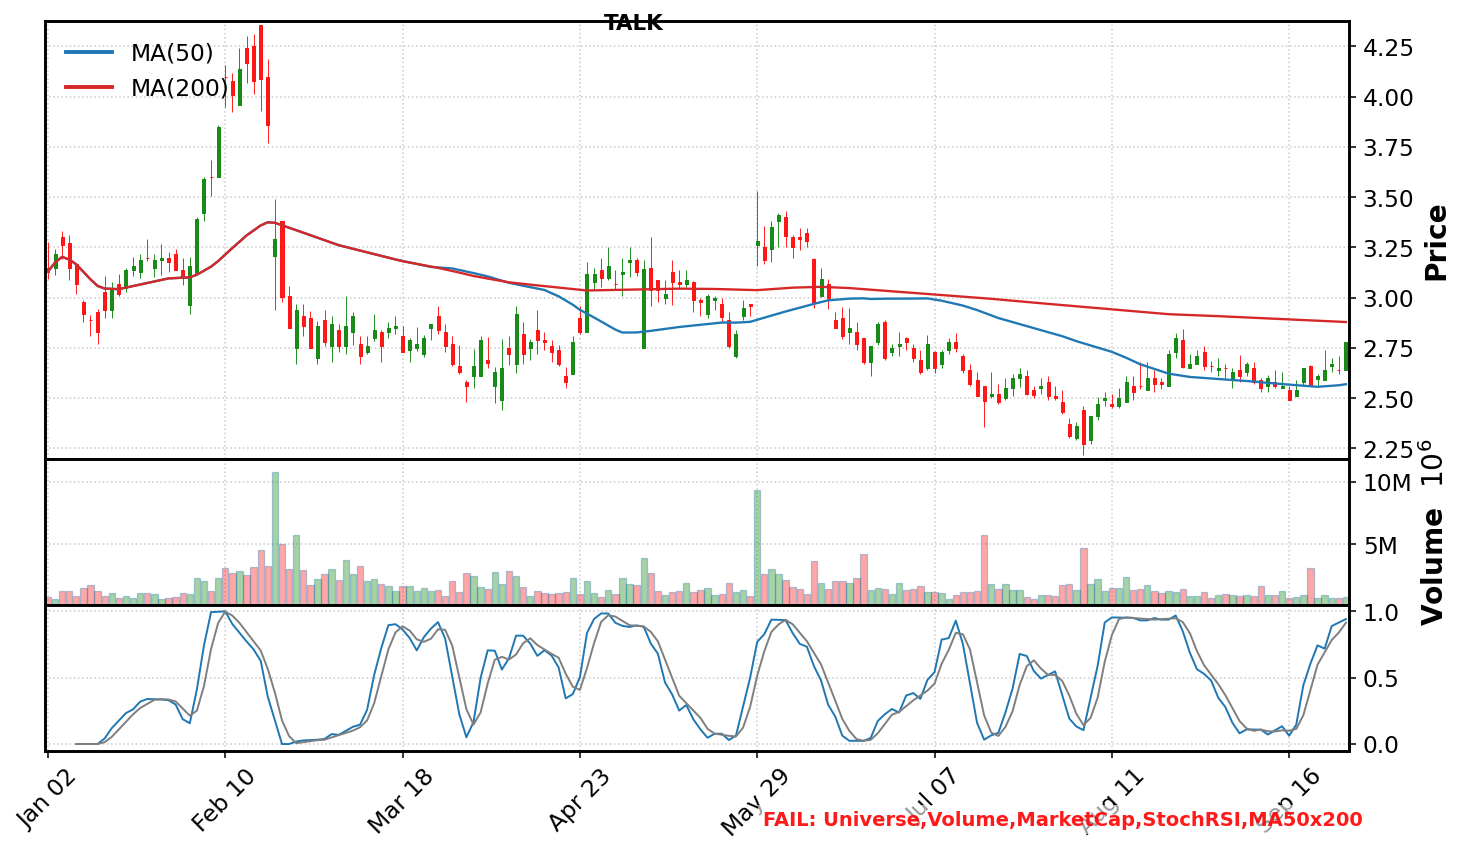 TALK
MA(50)
MA(200)
4.25
4.00
3.75
3.50
3.25
3.00
2.75
2.50
2.25
Price
10M
5M
Volume 10⁶
1.0
0.5
0.0
Jan 02
Feb 10
Mar 18
Apr 23
May 29
Jul 07
Aug 11
Sep 16
FAIL: Universe,Volume,MarketCap,StochRSI,MA50x200